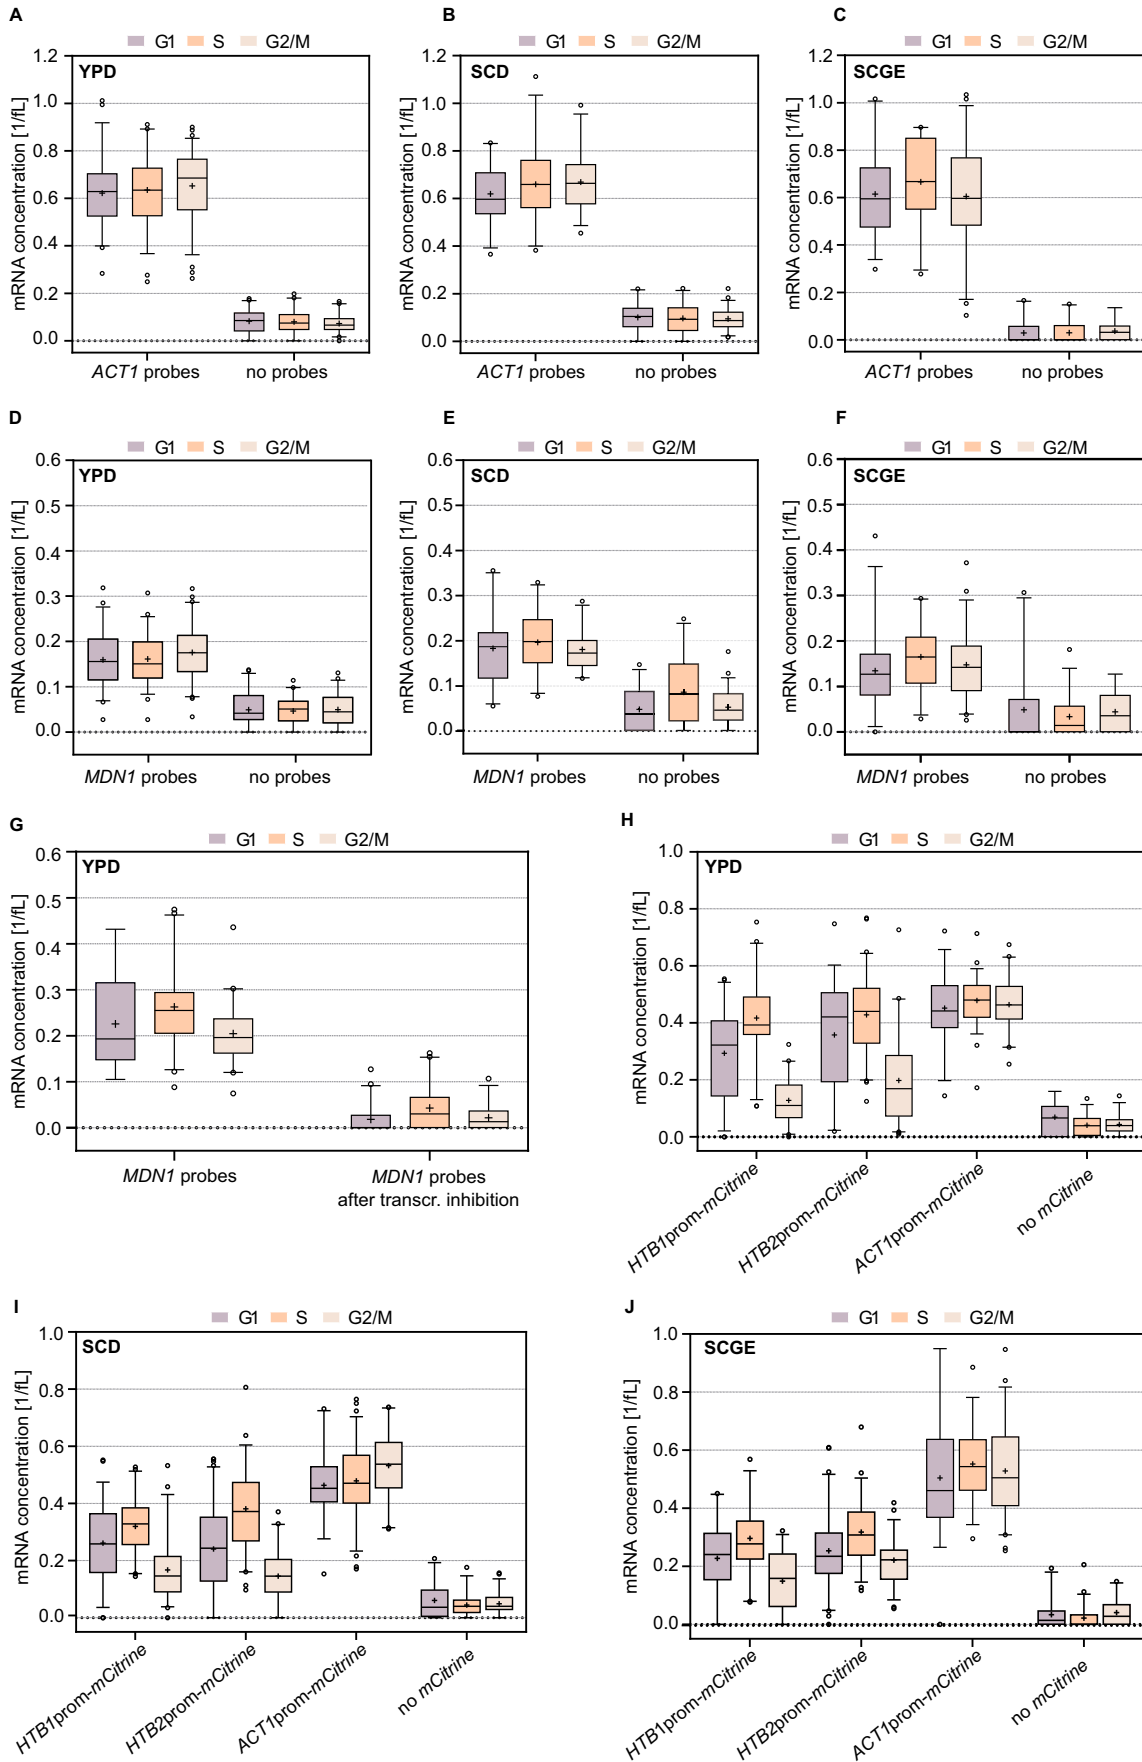 A
B
C
G1 S G2/M
G1 S G2/M
G1 S G2/M
YPD
SCD
SCGE
mRNA concentration [1/fL]
1.2
1.0
0.8
0.6
0.4
0.2
0.0
mRNA concentration [1/fL]
1.2
1.0
0.8
0.6
0.4
0.2
0.0
mRNA concentration [1/fL]
1.2
1.0
0.8
0.6
0.4
0.2
0.0
ACT1 probes no probes
ACT1 probes no probes
ACT1 probes no probes
D
E
F
G1 S G2/M
G1 S G2/M
G1 S G2/M
YPD
SCD
SCGE
mRNA concentration [1/fL]
0.6
0.5
0.4
0.3
0.2
0.1
0.0
mRNA concentration [1/fL]
0.6
0.5
0.4
0.3
0.2
0.1
0.0
mRNA concentration [1/fL]
0.6
0.5
0.4
0.3
0.2
0.1
0.0
MDN1 probes no probes
MDN1 probes no probes
MDN1 probes no probes
G
H
G1 S G2/M
G1 S G2/M
YPD
YPD
mRNA concentration [1/fL]
0.6
0.5
0.4
0.3
0.2
0.1
0.0
mRNA concentration [1/fL]
1.0
0.8
0.6
0.4
0.2
0.0
MDN1 probes
MDN1 probes
after transcr. inhibition
HTB1prom-mCitrine
HTB2prom-mCitrine
ACT1prom-mCitrine
no mCitrine
I
J
G1 S G2/M
G1 S G2/M
SCD
SCGE
mRNA concentration [1/fL]
1.0
0.8
0.6
0.4
0.2
0.0
mRNA concentration [1/fL]
1.0
0.8
0.6
0.4
0.2
0.0
HTB1prom-mCitrine
HTB2prom-mCitrine
ACT1prom-mCitrine
no mCitrine
HTB1prom-mCitrine
HTB2prom-mCitrine
ACT1prom-mCitrine
no mCitrine